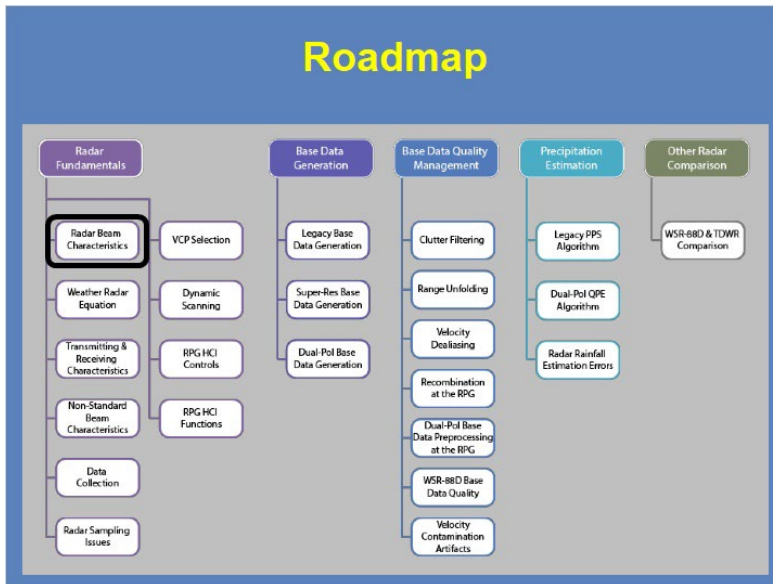 Roadmap
Radar
Fundamentals
Radar Beam
Characteristics
Weather Radar
Equation
Transmitting &
Receiving
Characteristics
Non-Standard
Beam
Characteristics
Data
Collection
Radar Sampling
Issues
VCP Selection
Dynamic
Scanning
RPG HCI
Controls
RPG HCI
Functions
Base Data
Generation
Legacy Base
Data Generation
Super-Res Base
Data Generation
Dual-Pol Base
Data Generation
Base Data Quality
Management
Clutter Filtering
Range Unfolding
Velocity
Dealiasing
Recombination
at the RPG
Dual-Pol Base
Data Preprocessing
at the RPG
WSR-88D Base
Data Quality
Velocity
Contamination
Artifacts
Precipitation
Estimation
Legacy PPS
Algorithm
Dual-Pol QPE
Algorithm
Radar Rainfall
Estimation Errors
Other Radar
Comparison
WSR-88D & TDWR
Comparison